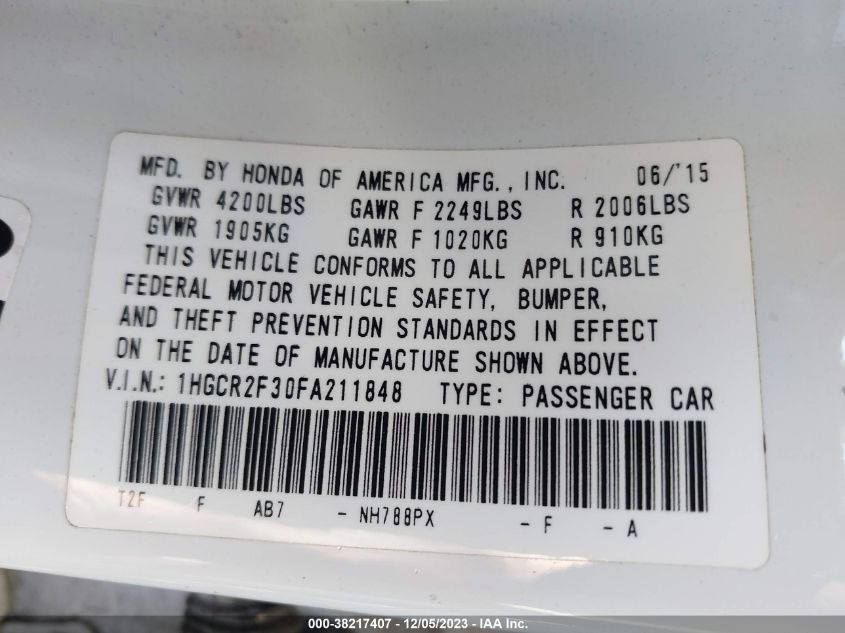 MFD. BY HONDA OF AMERICA MFG., INC. 06/'15
GVWR 4200LBS GAWR F 2249LBS R 2006LBS
GVWR 1905KG GAWR F 1020KG R 910KG
THIS VEHICLE CONFORMS TO ALL APPLICABLE
FEDERAL MOTOR VEHICLE SAFETY, BUMPER,
AND THEFT PREVENTION STANDARDS IN EFFECT
ON THE DATE OF MANUFACTURE SHOWN ABOVE.
V.I.N.: 1HGCR2F30FA211848 TYPE: PASSENGER CAR
T2F F AB7 - NH788PX - F - A
000-38217407 - 12/05/2023 - IAA Inc.